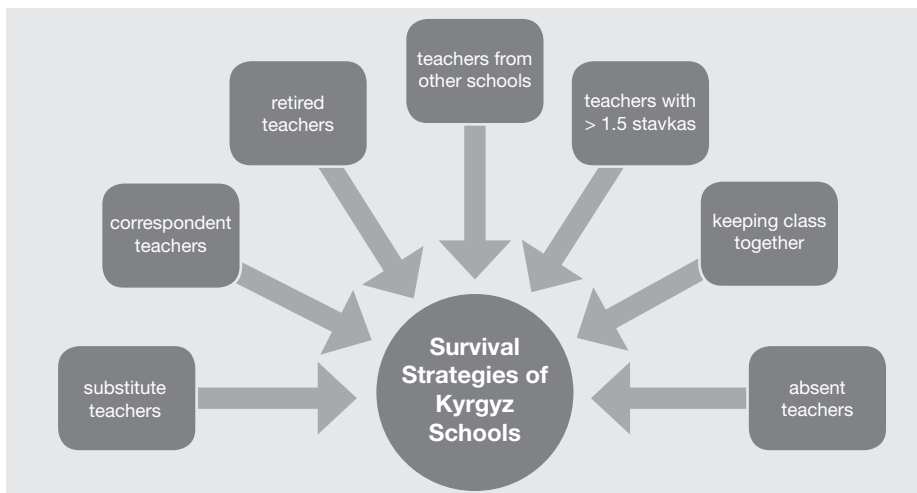 teachers from
other schools
retired
teachers
teachers with
> 1.5 stavkas
correspondent
teachers
keeping class
together
substitute
teachers
Survival
Strategies of
Kyrgyz
Schools
absent
teachers